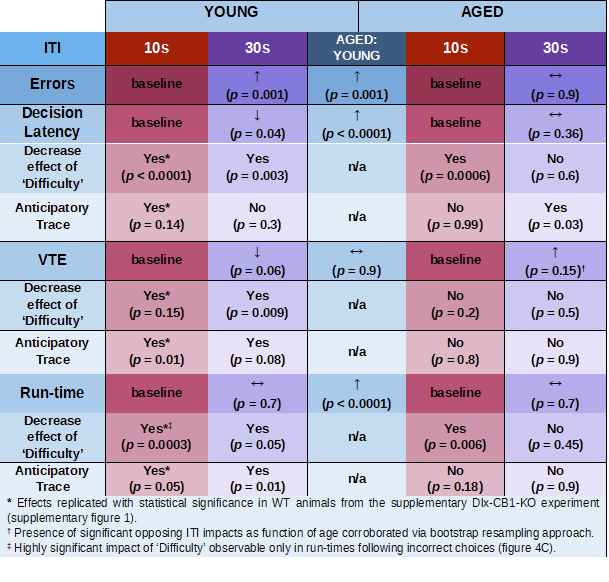 YOUNG AGED
ITI 10s 30s AGED: YOUNG 10s 30s
Errors baseline ↑ (p = 0.001) ↑ (p = 0.001) baseline ↔ (p = 0.9)
Decision Latency baseline ↓ (p = 0.04) ↑ (p < 0.0001) baseline ↔ (p = 0.36)
Decrease effect of ‘Difficulty’ Yes* (p < 0.0001) Yes (p = 0.003) n/a Yes (p = 0.0006) No (p = 0.6)
Anticipatory Trace Yes* (p = 0.14) No (p = 0.3) n/a No (p = 0.99) Yes (p = 0.03)
VTE baseline ↓ (p = 0.06) ↔ (p = 0.9) baseline ↑ (p = 0.15)†
Decrease effect of ‘Difficulty’ Yes* (p = 0.15) Yes (p = 0.009) n/a No (p = 0.2) No (p = 0.5)
Anticipatory Trace Yes* (p = 0.01) Yes (p = 0.08) n/a No (p = 0.8) No (p = 0.9)
Run-time baseline ↔ (p = 0.7) ↑ (p < 0.0001) baseline ↔ (p = 0.7)
Decrease effect of ‘Difficulty’ Yes*‡ (p = 0.0003) Yes (p = 0.05) n/a Yes (p = 0.006) No (p = 0.45)
Anticipatory Trace Yes* (p = 0.05) Yes (p = 0.01) n/a No (p = 0.18) No (p = 0.9)
* Effects replicated with statistical significance in WT animals from the supplementary Dlx-CB1-KO experiment
(supplementary figure 1).
† Presence of significant opposing ITI impacts as function of age corroborated via bootstrap resampling approach.
‡ Highly significant impact of ‘Difficulty’ observable only in run-times following incorrect choices (figure 4C).